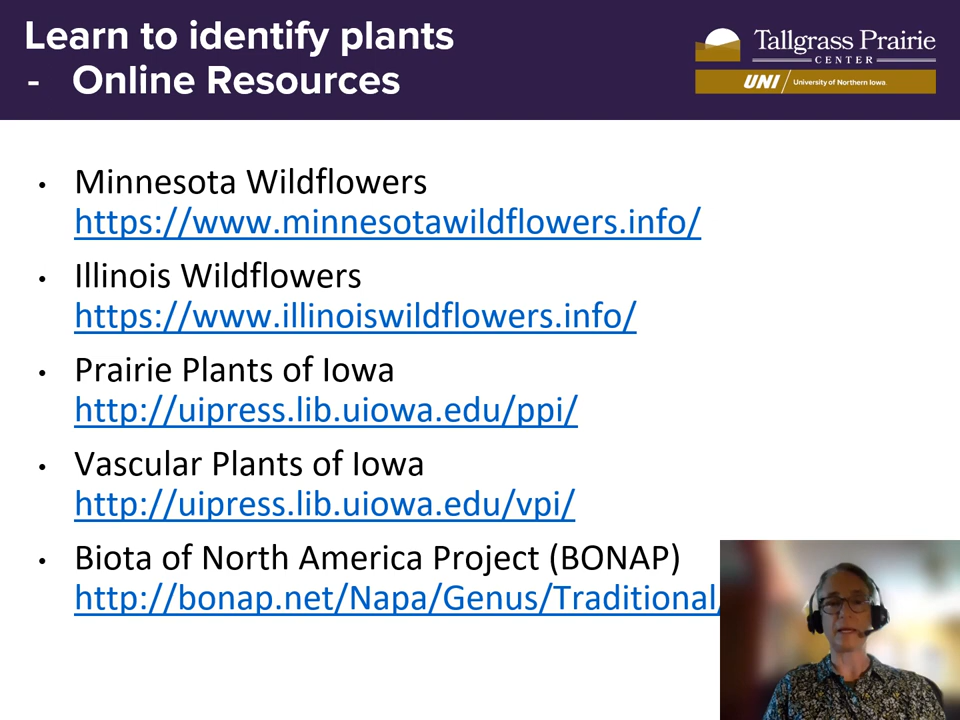 Learn to identify plants
- Online Resources
Tallgrass Prairie
CENTER
UNI University of Northern Iowa
• Minnesota Wildflowers
https://www.minnesotawildflowers.info/
• Illinois Wildflowers
https://www.illinoiswildflowers.info/
• Prairie Plants of Iowa
http://uipress.lib.uiowa.edu/ppi/
• Vascular Plants of Iowa
http://uipress.lib.uiowa.edu/vpi/
• Biota of North America Project (BONAP)
http://bonap.net/Napa/Genus/Traditional/